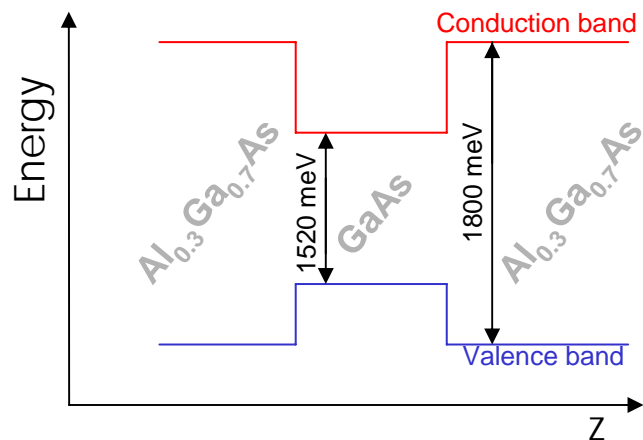 Conduction band
Energy
Al0.3Ga0.7As
1520 meV
GaAs
1800 meV
Al0.3Ga0.7As
Valence band
Z